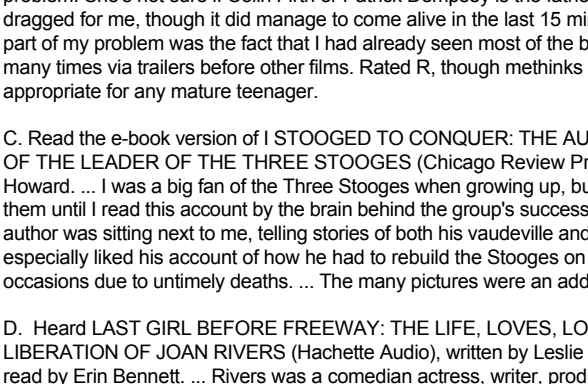 problem: She's not sure if Colin Firth or Patrick Dempsey is the
dragged for me, though it did manage to come alive in the last 15
part of my problem was the fact that I had already seen most of the
many times via trailers before other films. Rated R, though methinks
appropriate for any mature teenager.

C. Read the e-book version of I STOOGED TO CONQUER: THE
OF THE LEADER OF THE THREE STOOGES (Chicago Review
Howard. ... I was a big fan of the Three Stooges when growing up,
them until I read this account by the brain behind the group's success
author was sitting next to me, telling stories of both his vaudeville and
especially liked his account of how he had to rebuild the Stooges on
occasions due to untimely deaths. ... The many pictures were an

D. Heard LAST GIRL BEFORE FREEWAY: THE LIFE, LOVES,
LIBERATION OF JOAN RIVERS (Hachette Audio), written by Leslie
read by Erin Bennett. ... Rivers was a comedian actress, writer,